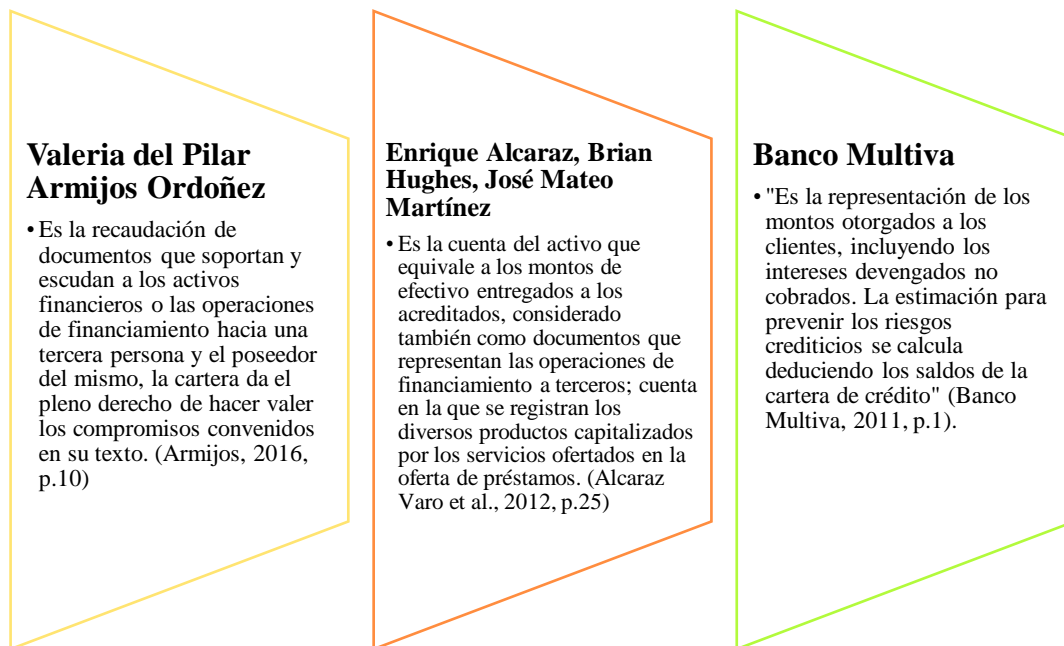 Valeria del Pilar
Armijos Ordoñez
• Es la recaudación de
documentos que soportan y
escudan a los activos
financieros o las operaciones
de financiamiento hacia una
tercera persona y el poseedor
del mismo, la cartera da el
pleno derecho de hacer valer
los compromisos convenidos
en su texto. (Armijos, 2016,
p.10)
Enrique Alcaraz, Brian
Hughes, José Mateo
Martínez
• Es la cuenta del activo que
equivale a los montos de
efectivo entregados a los
acreditados, considerado
también como documentos que
representan las operaciones de
financiamiento a terceros; cuenta
en la que se registran los
diversos productos capitalizados
por los servicios ofertados en la
oferta de préstamos. (Alcaraz
Varo et al., 2012, p.25)
Banco Multiva
• "Es la representación de los
montos otorgados a los
clientes, incluyendo los
intereses devengados no
cobrados. La estimación para
prevenir los riesgos
crediticios se calcula
deduciendo los saldos de la
cartera de crédito" (Banco
Multiva, 2011, p.1).